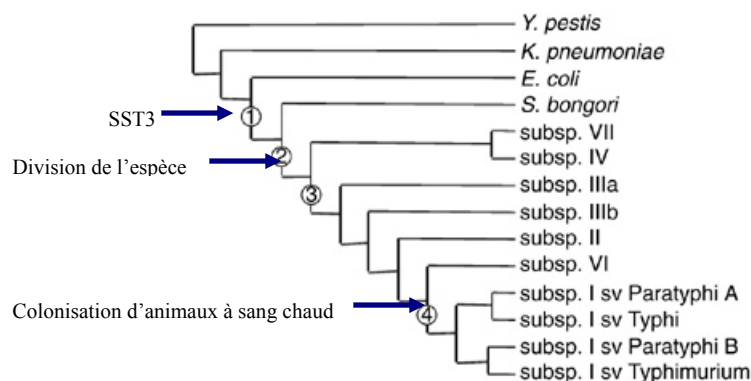 Y. pestis
K. pneumoniae
E. coli
SST3
1
S. bongori
subsp. VII
Division de l'espèce
2
subsp. IV
3
subsp. IIIa
subsp. IIIb
subsp. II
subsp. VI
Colonisation d'animaux à sang chaud
4
subsp. I sv Paratyphi A
subsp. I sv Typhi
subsp. I sv Paratyphi B
subsp. I sv Typhimurium